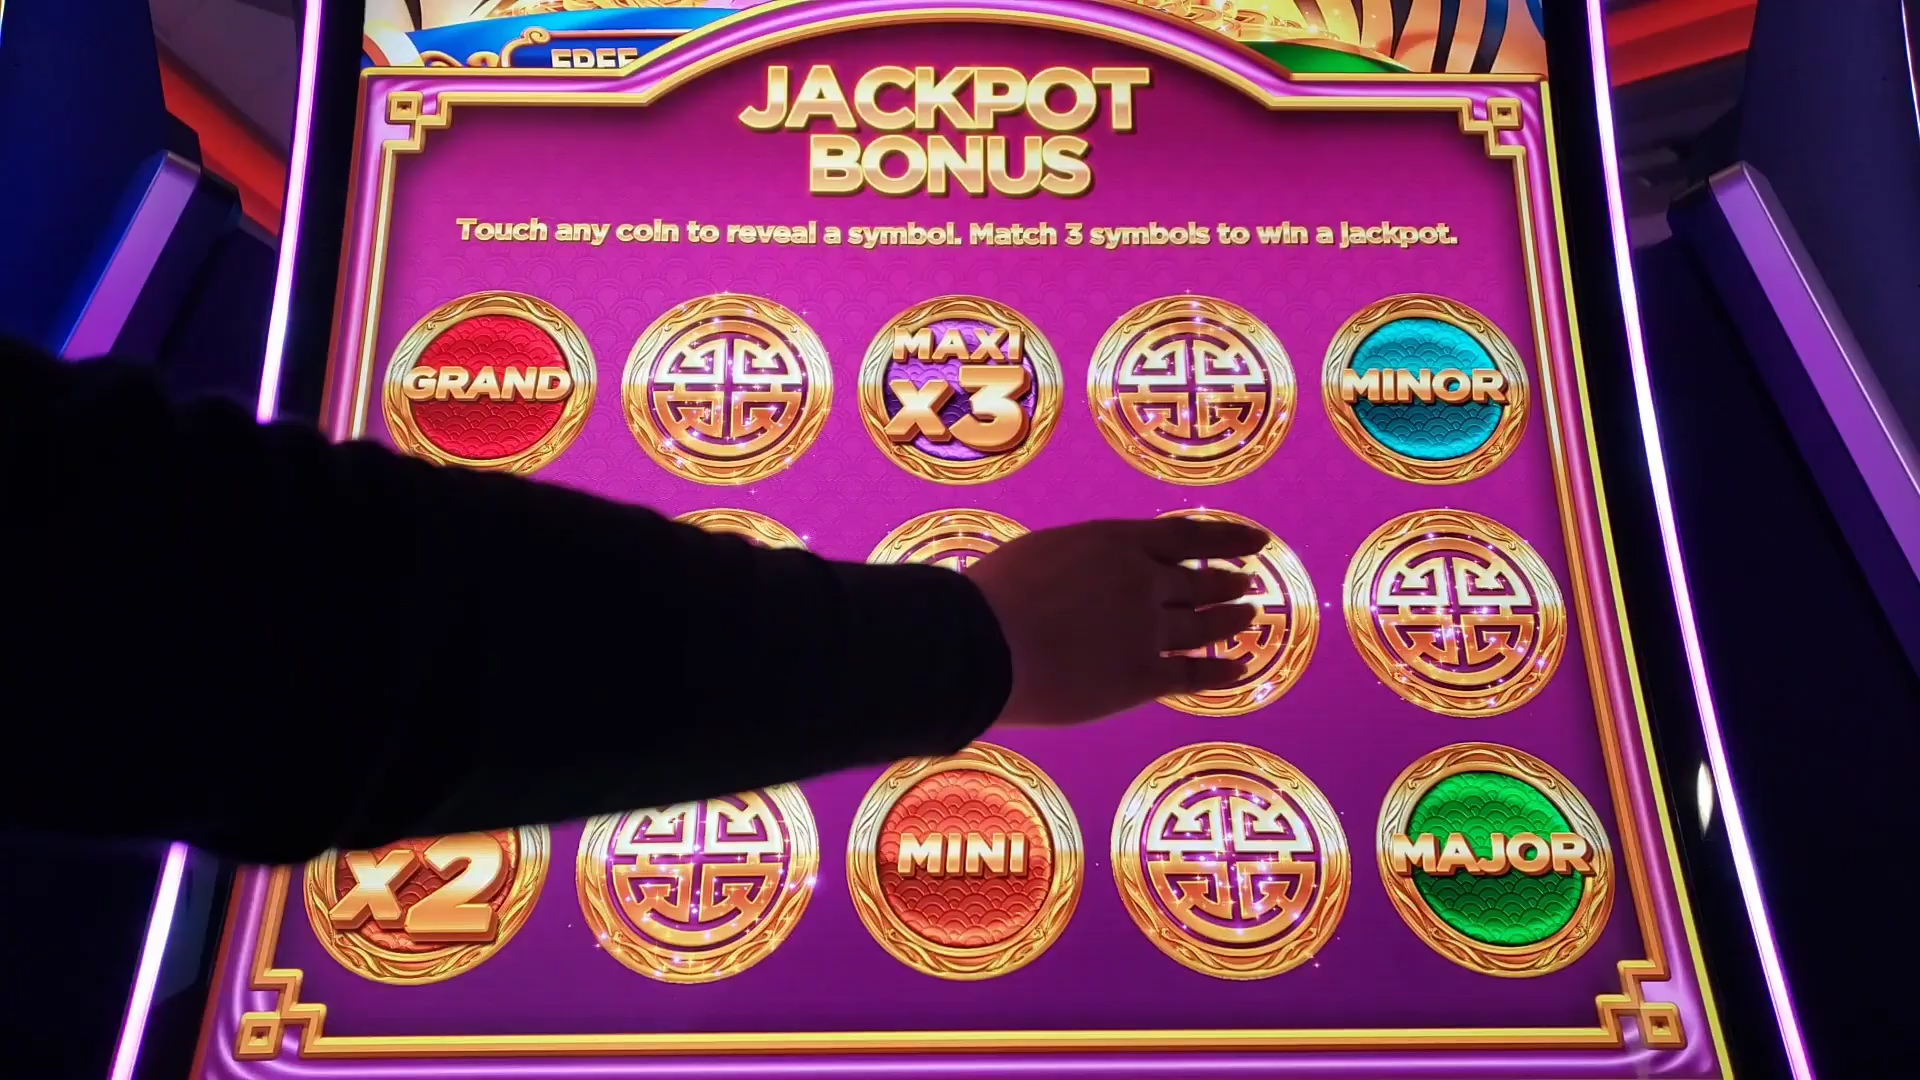 FREE
JACKPOT
BONUS
Touch any coin to reveal a symbol. Match 3 symbols to win a jackpot.
GRAND
MAXI
x3
MINOR
x2
MINI
MAJOR